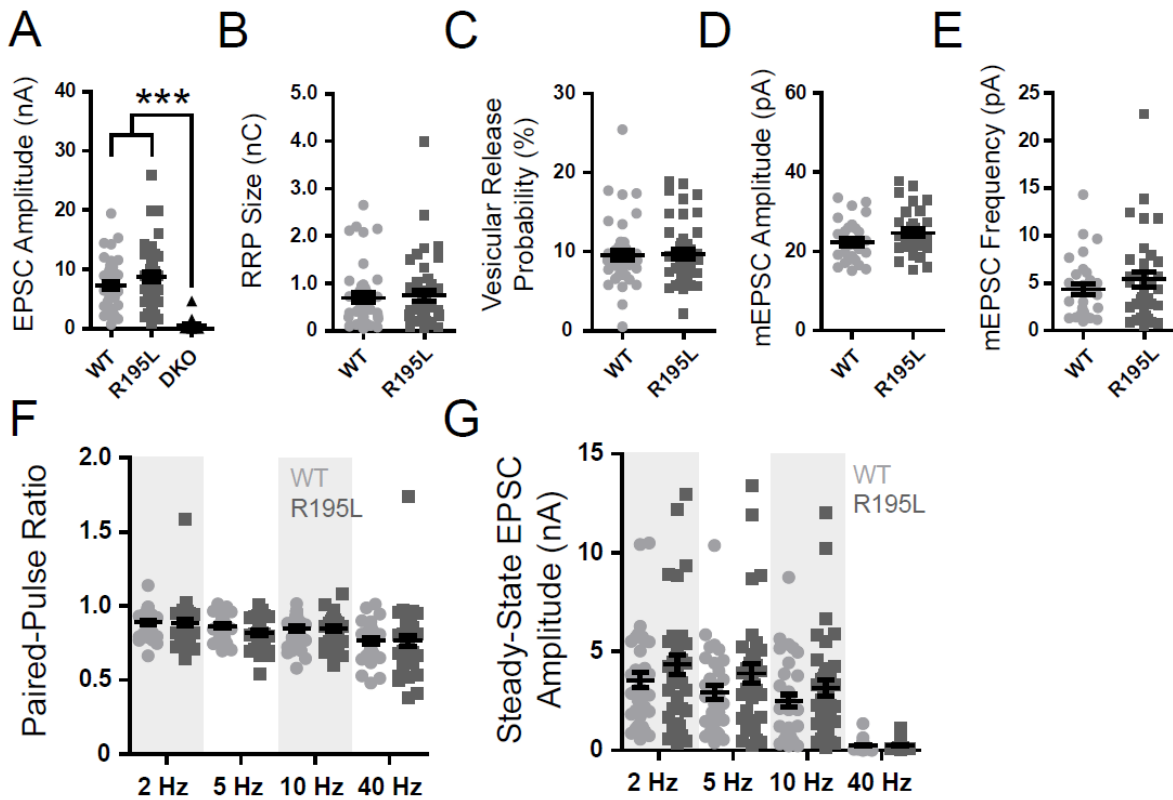 A
B
C
D
E
EPSC Amplitude (nA)
40
30
20
10
0
***
WT
R195L
DKO
RRP Size (nC)
5.0
4.0
3.0
2.0
1.0
0
WT
R195L
Vesicular Release
Probability (%)
30
20
10
0
WT
R195L
mEPSC Amplitude (pA)
60
40
20
0
WT
R195L
mEPSC Frequency (pA)
25
20
15
10
5
0
WT
R195L
F
Paired-Pulse Ratio
2.0
1.5
1.0
0.5
0
WT
R195L
2 Hz
5 Hz
10 Hz
40 Hz
G
Steady-State EPSC
Amplitude (nA)
15
10
5
0
WT
R195L
2 Hz
5 Hz
10 Hz
40 Hz